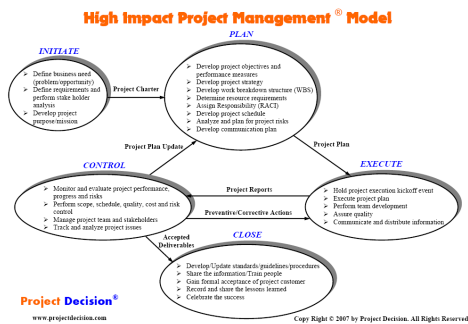 High Impact Project Management ® Model
INITIATE
➢ Define business need
(problem/opportunity)
➢ Define requirements and
perform stake holder
analysis
➢ Develop project
purpose/mission
Project Charter
PLAN
➢ Develop project objectives and
performance measures
➢ Develop project strategy
➢ Develop work breakdown structure (WBS)
➢ Determine resource requirements
➢ Assign Responsibility (RACI)
➢ Develop project schedule
➢ Analyze and plan for project risks
➢ Develop communication plan
Project Plan Update
Project Plan
CONTROL
➢ Monitor and evaluate project performance,
progress and risks
➢ Perform scope, schedule, quality, cost and risk
control
➢ Manage project team and stakeholders
➢ Track and analyze project issues
Project Reports
Preventive/Corrective Actions
EXECUTE
➢ Hold project execution kickoff event
➢ Execute project plan
➢ Perform team development
➢ Assure quality
➢ Communicate and distribute information
Accepted
Deliverables
CLOSE
➢ Develop/Update standards/guidelines/procedures
➢ Share the information/Train people
➢ Gain formal acceptance of project customer
➢ Record and share the lessons learned
➢ Celebrate the success
Project Decision®
www.projectdecision.com
Copy Right © 2007 by Project Decision. All Rights Reserved